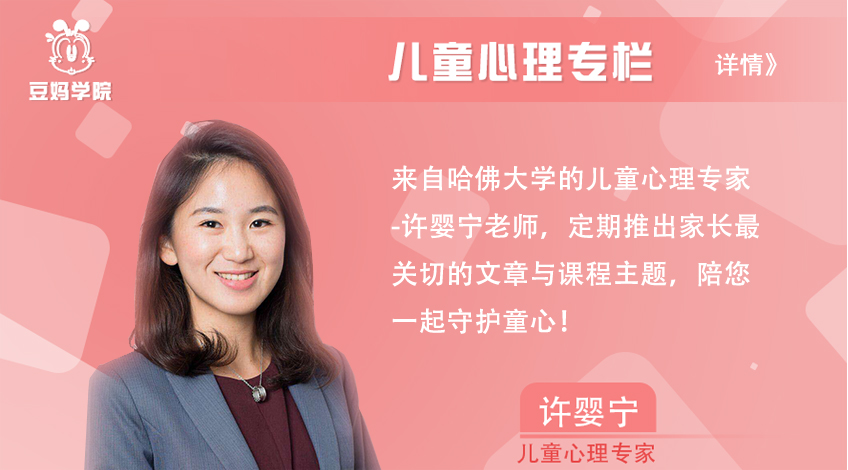 豆妈学院
儿童心理专栏
详情》
来自哈佛大学的儿童心理专家
-许婴宁老师，定期推出家长最
关切的文章与课程主题，陪您
一起守护童心！
许婴宁
儿童心理专家